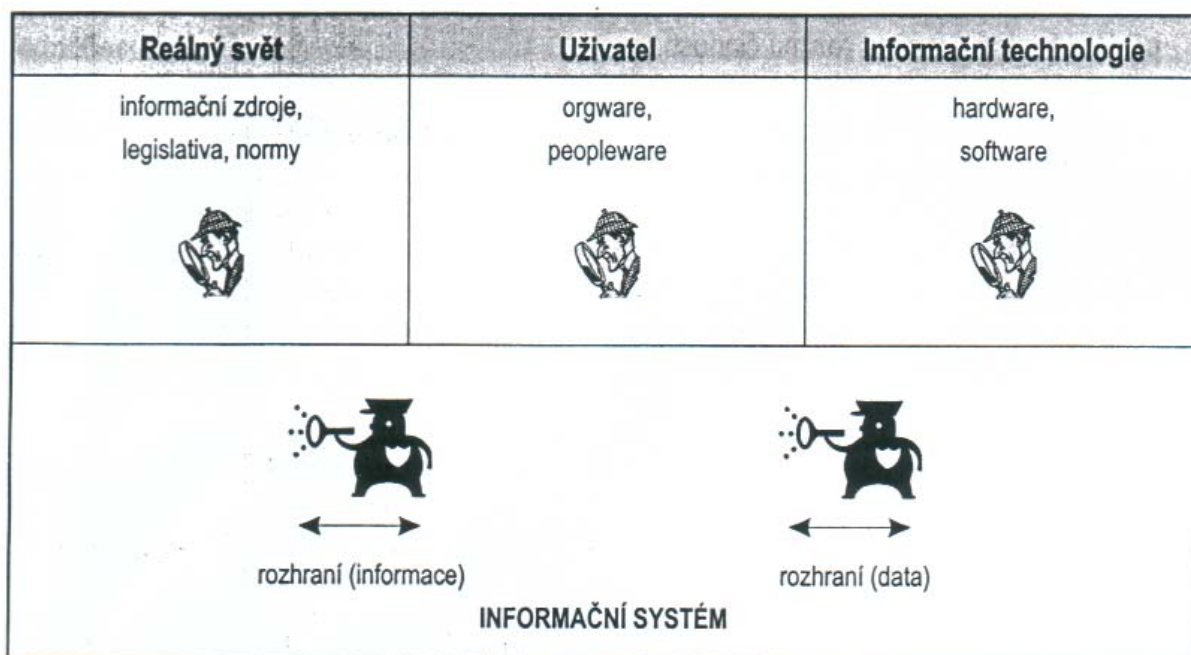 Reálný svět
Uživatel
Informační technologie
informační zdroje,
legislativa, normy
orgware,
peopleware
hardware,
software
rozhraní (informace)
rozhraní (data)
INFORMAČNÍ SYSTÉM